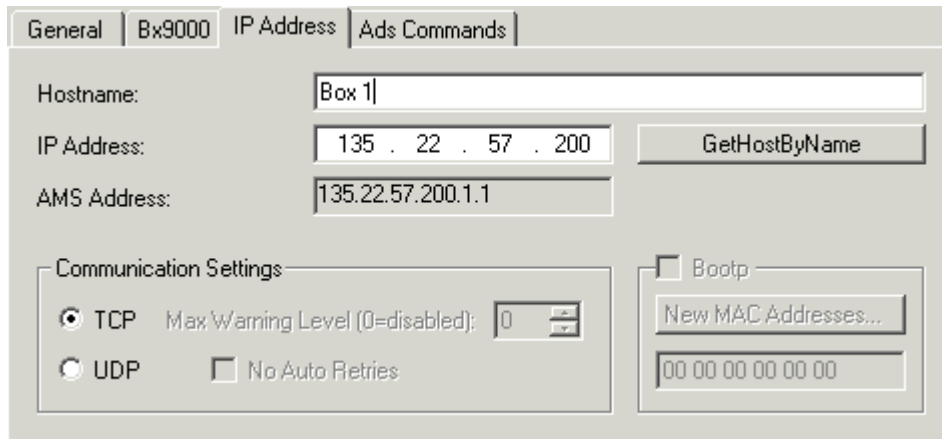 General Bx9000 IP Address Ads Commands
Hostname: Box 1
IP Address: 135 . 22 . 57 . 200 GetHostByName
AMS Address: 135.22.57.200.1.1
Communication Settings Bootp
TCP Max Warning Level (0=disabled): 0 New MAC Addresses...
UDP No Auto Retries 00 00 00 00 00 00